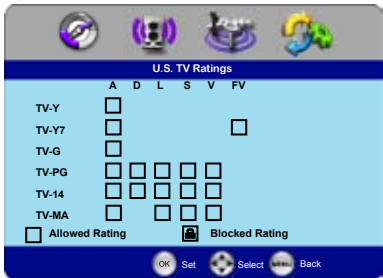 U.S. TV Ratings
A D L S V FV
TV-Y
TV-Y7
TV-G
TV-PG
TV-14
TV-MA
Allowed Rating Blocked Rating
OK Set Select MENU Back